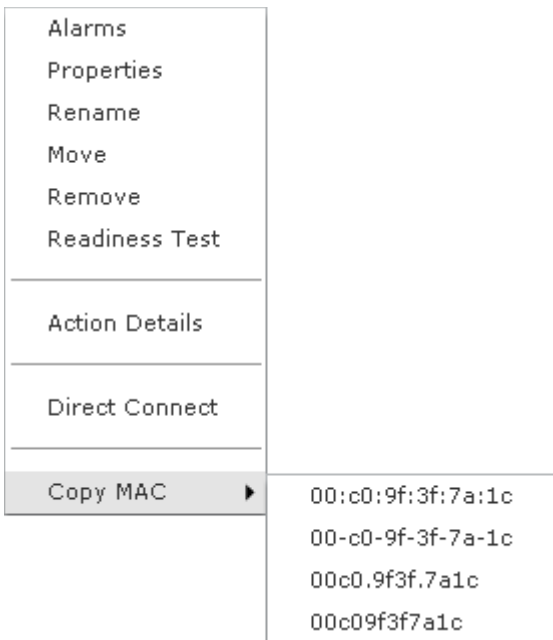 Alarms
Properties
Rename
Move
Remove
Readiness Test
Action Details
Direct Connect
Copy MAC
00:c0:9f:3f:7a:1c
00-c0-9f-3f-7a-1c
00c0.9f3f.7a1c
00c09f3f7a1c